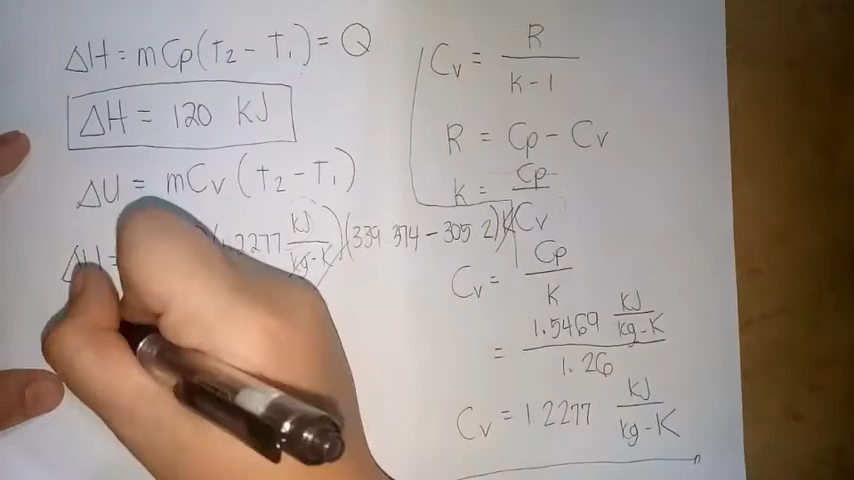 ΔH = mCp(T2 - T1) = Q
ΔH = 120 KJ
ΔU = mCv (T2 - T1)
.2277 KJ/kg-K)(339.374 - 305.2)K
Cv = R/K-1
R = Cp - Cv
K = Cp/Cv
Cv = Cp/K
= 1.5469 KJ/kg-K / 1.26
Cv = 1.2277 KJ/kg-K